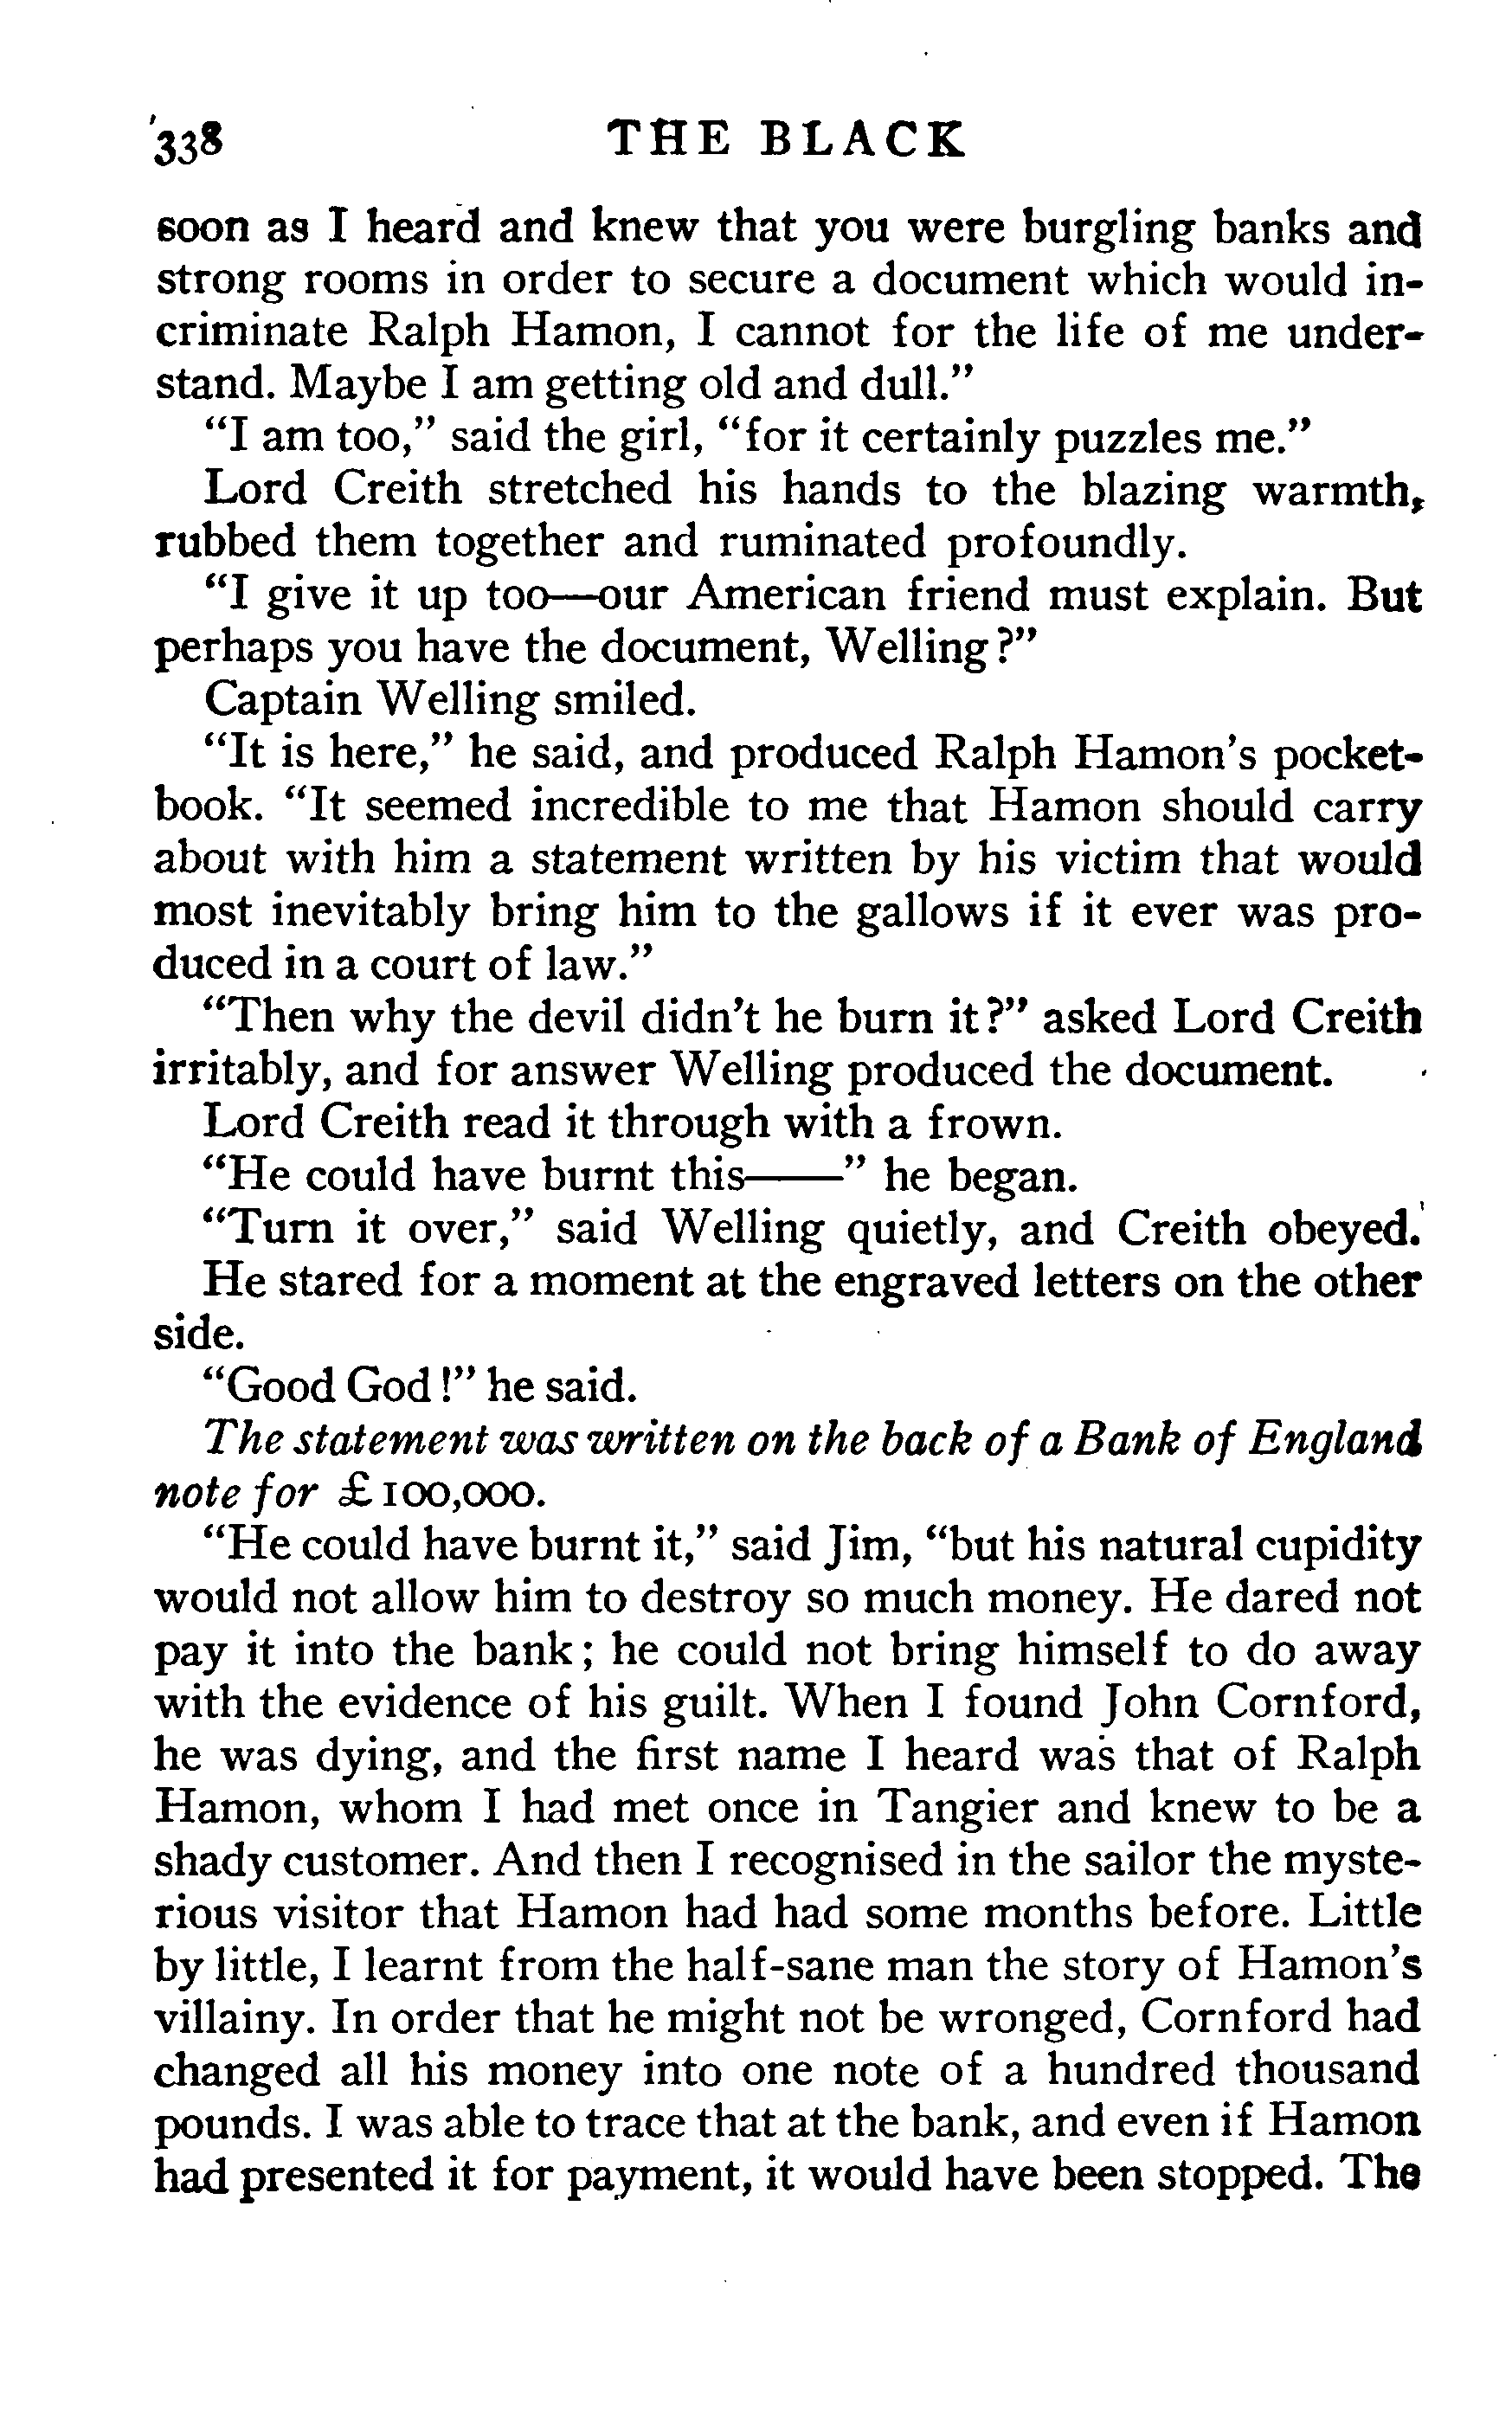 338 THE BLACK
soon as I heard and knew that you were burgling banks and
strong rooms in order to secure a document which would in-
criminate Ralph Hamon, I cannot for the life of me under-
stand. Maybe I am getting old and dull."
"I am too," said the girl, "for it certainly puzzles me."
Lord Creith stretched his hands to the blazing warmth,
rubbed them together and ruminated profoundly.
"I give it up too—our American friend must explain. But
perhaps you have the document, Welling?"
Captain Welling smiled.
"It is here," he said, and produced Ralph Hamon's pocket-
book. "It seemed incredible to me that Hamon should carry
about with him a statement written by his victim that would
most inevitably bring him to the gallows if it ever was pro-
duced in a court of law."
"Then why the devil didn't he burn it?" asked Lord Creith
irritably, and for answer Welling produced the document.
Lord Creith read it through with a frown.
"He could have burnt this——" he began.
"Turn it over," said Welling quietly, and Creith obeyed.
He stared for a moment at the engraved letters on the other
side.
"Good God!" he said.
The statement was written on the back of a Bank of England
note for £100,000.
"He could have burnt it," said Jim, "but his natural cupidity
would not allow him to destroy so much money. He dared not
pay it into the bank; he could not bring himself to do away
with the evidence of his guilt. When I found John Cornford,
he was dying, and the first name I heard was that of Ralph
Hamon, whom I had met once in Tangier and knew to be a
shady customer. And then I recognised in the sailor the myste-
rious visitor that Hamon had had some months before. Little
by little, I learnt from the half-sane man the story of Hamon's
villainy. In order that he might not be wronged, Cornford had
changed all his money into one note of a hundred thousand
pounds. I was able to trace that at the bank, and even if Hamon
had presented it for payment, it would have been stopped. The